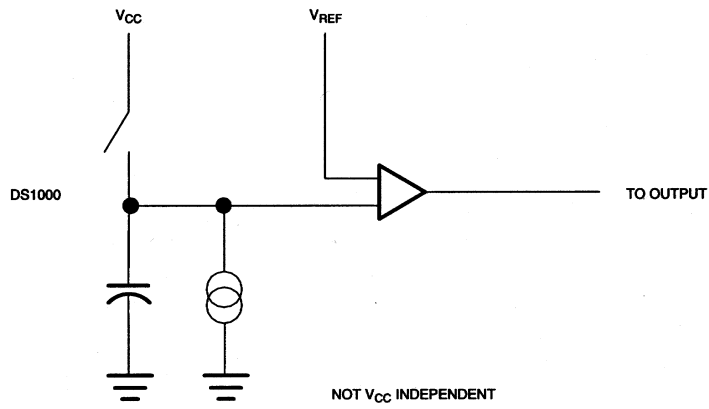 VCC
VREF
DS1000
TO OUTPUT
NOT VCC INDEPENDENT